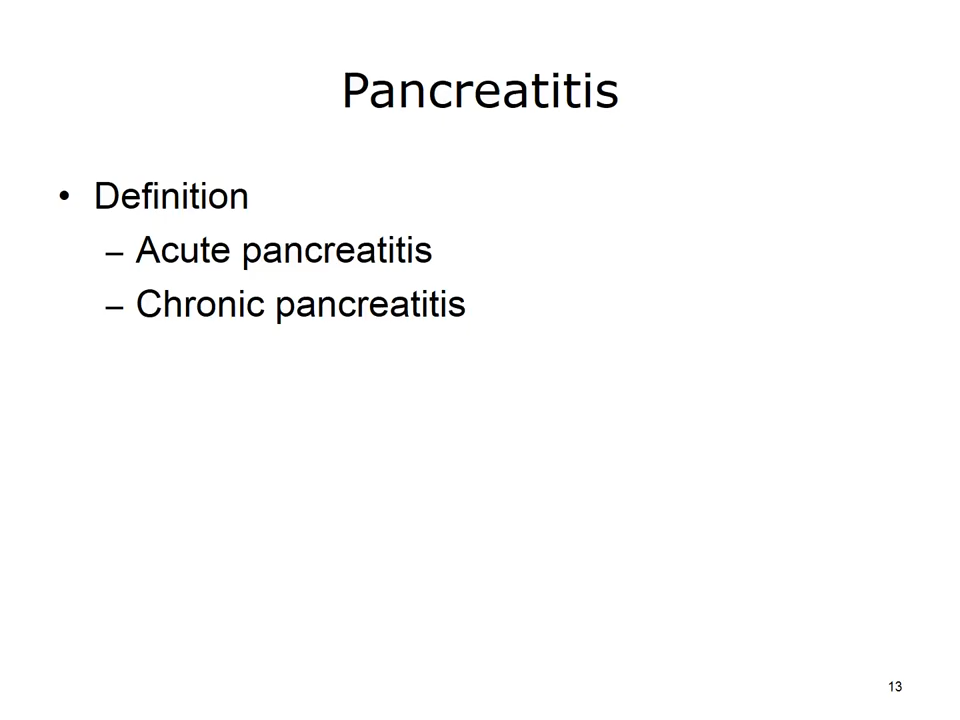 Pancreatitis
• Definition
– Acute pancreatitis
– Chronic pancreatitis
13